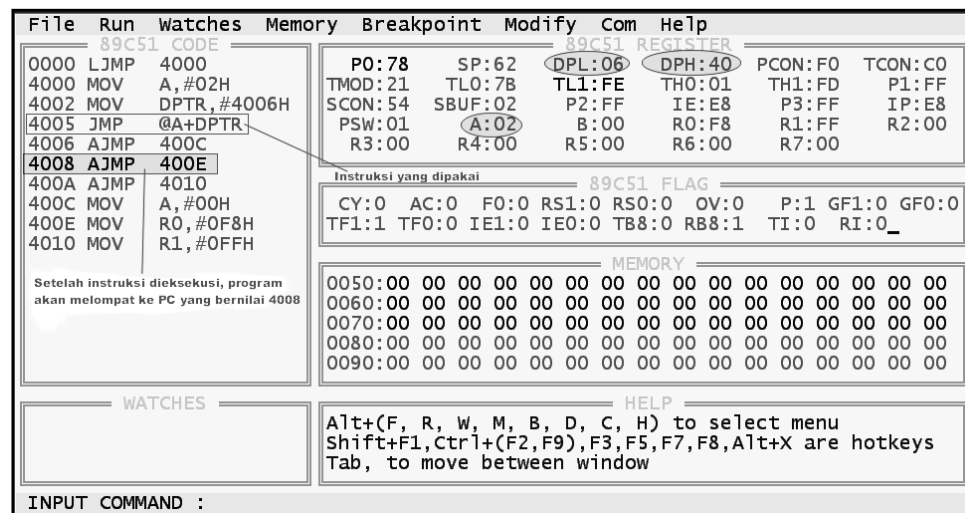 File Run Watches Memory Breakpoint Modify Com Help
89C51 CODE
0000 LJMP 4000
4000 MOV A,#02H
4002 MOV DPTR,#4006H
4005 JMP @A+DPTR
4006 AJMP 400C
4008 AJMP 400E
400A AJMP 4010
400C MOV A,#00H
400E MOV R0,#0F8H
4010 MOV R1,#0FFH
Setelah instruksi dieksekusi, program
akan melompat ke PC yang bernilai 4008
89C51 REGISTER
P0:78 SP:62 DPL:06 DPH:40 PCON:F0 TCON:C0
TMOD:21 TL0:7B TL1:FE TH0:01 TH1:FD P1:FF
SCON:54 SBUF:02 P2:FF IE:E8 P3:FF IP:E8
PSW:01 A:02 B:00 R0:F8 R1:FF R2:00
R3:00 R4:00 R5:00 R6:00 R7:00
Instruksi yang dipakai
89C51 FLAG
CY:0 AC:0 F0:0 RS1:0 RS0:0 OV:0 P:1 GF1:0 GF0:0
TF1:1 TF0:0 IE1:0 IE0:0 TB8:0 RB8:1 TI:0 RI:0_
MEMORY
0050:00 00 00 00 00 00 00 00 00 00 00 00 00 00 00 00
0060:00 00 00 00 00 00 00 00 00 00 00 00 00 00 00 00
0070:00 00 00 00 00 00 00 00 00 00 00 00 00 00 00 00
0080:00 00 00 00 00 00 00 00 00 00 00 00 00 00 00 00
0090:00 00 00 00 00 00 00 00 00 00 00 00 00 00 00 00
WATCHES
HELP
Alt+(F, R, W, M, B, D, C, H) to select menu
Shift+F1,Ctrl+(F2,F9),F3,F5,F7,F8,Alt+X are hotkeys
Tab, to move between window
INPUT COMMAND :